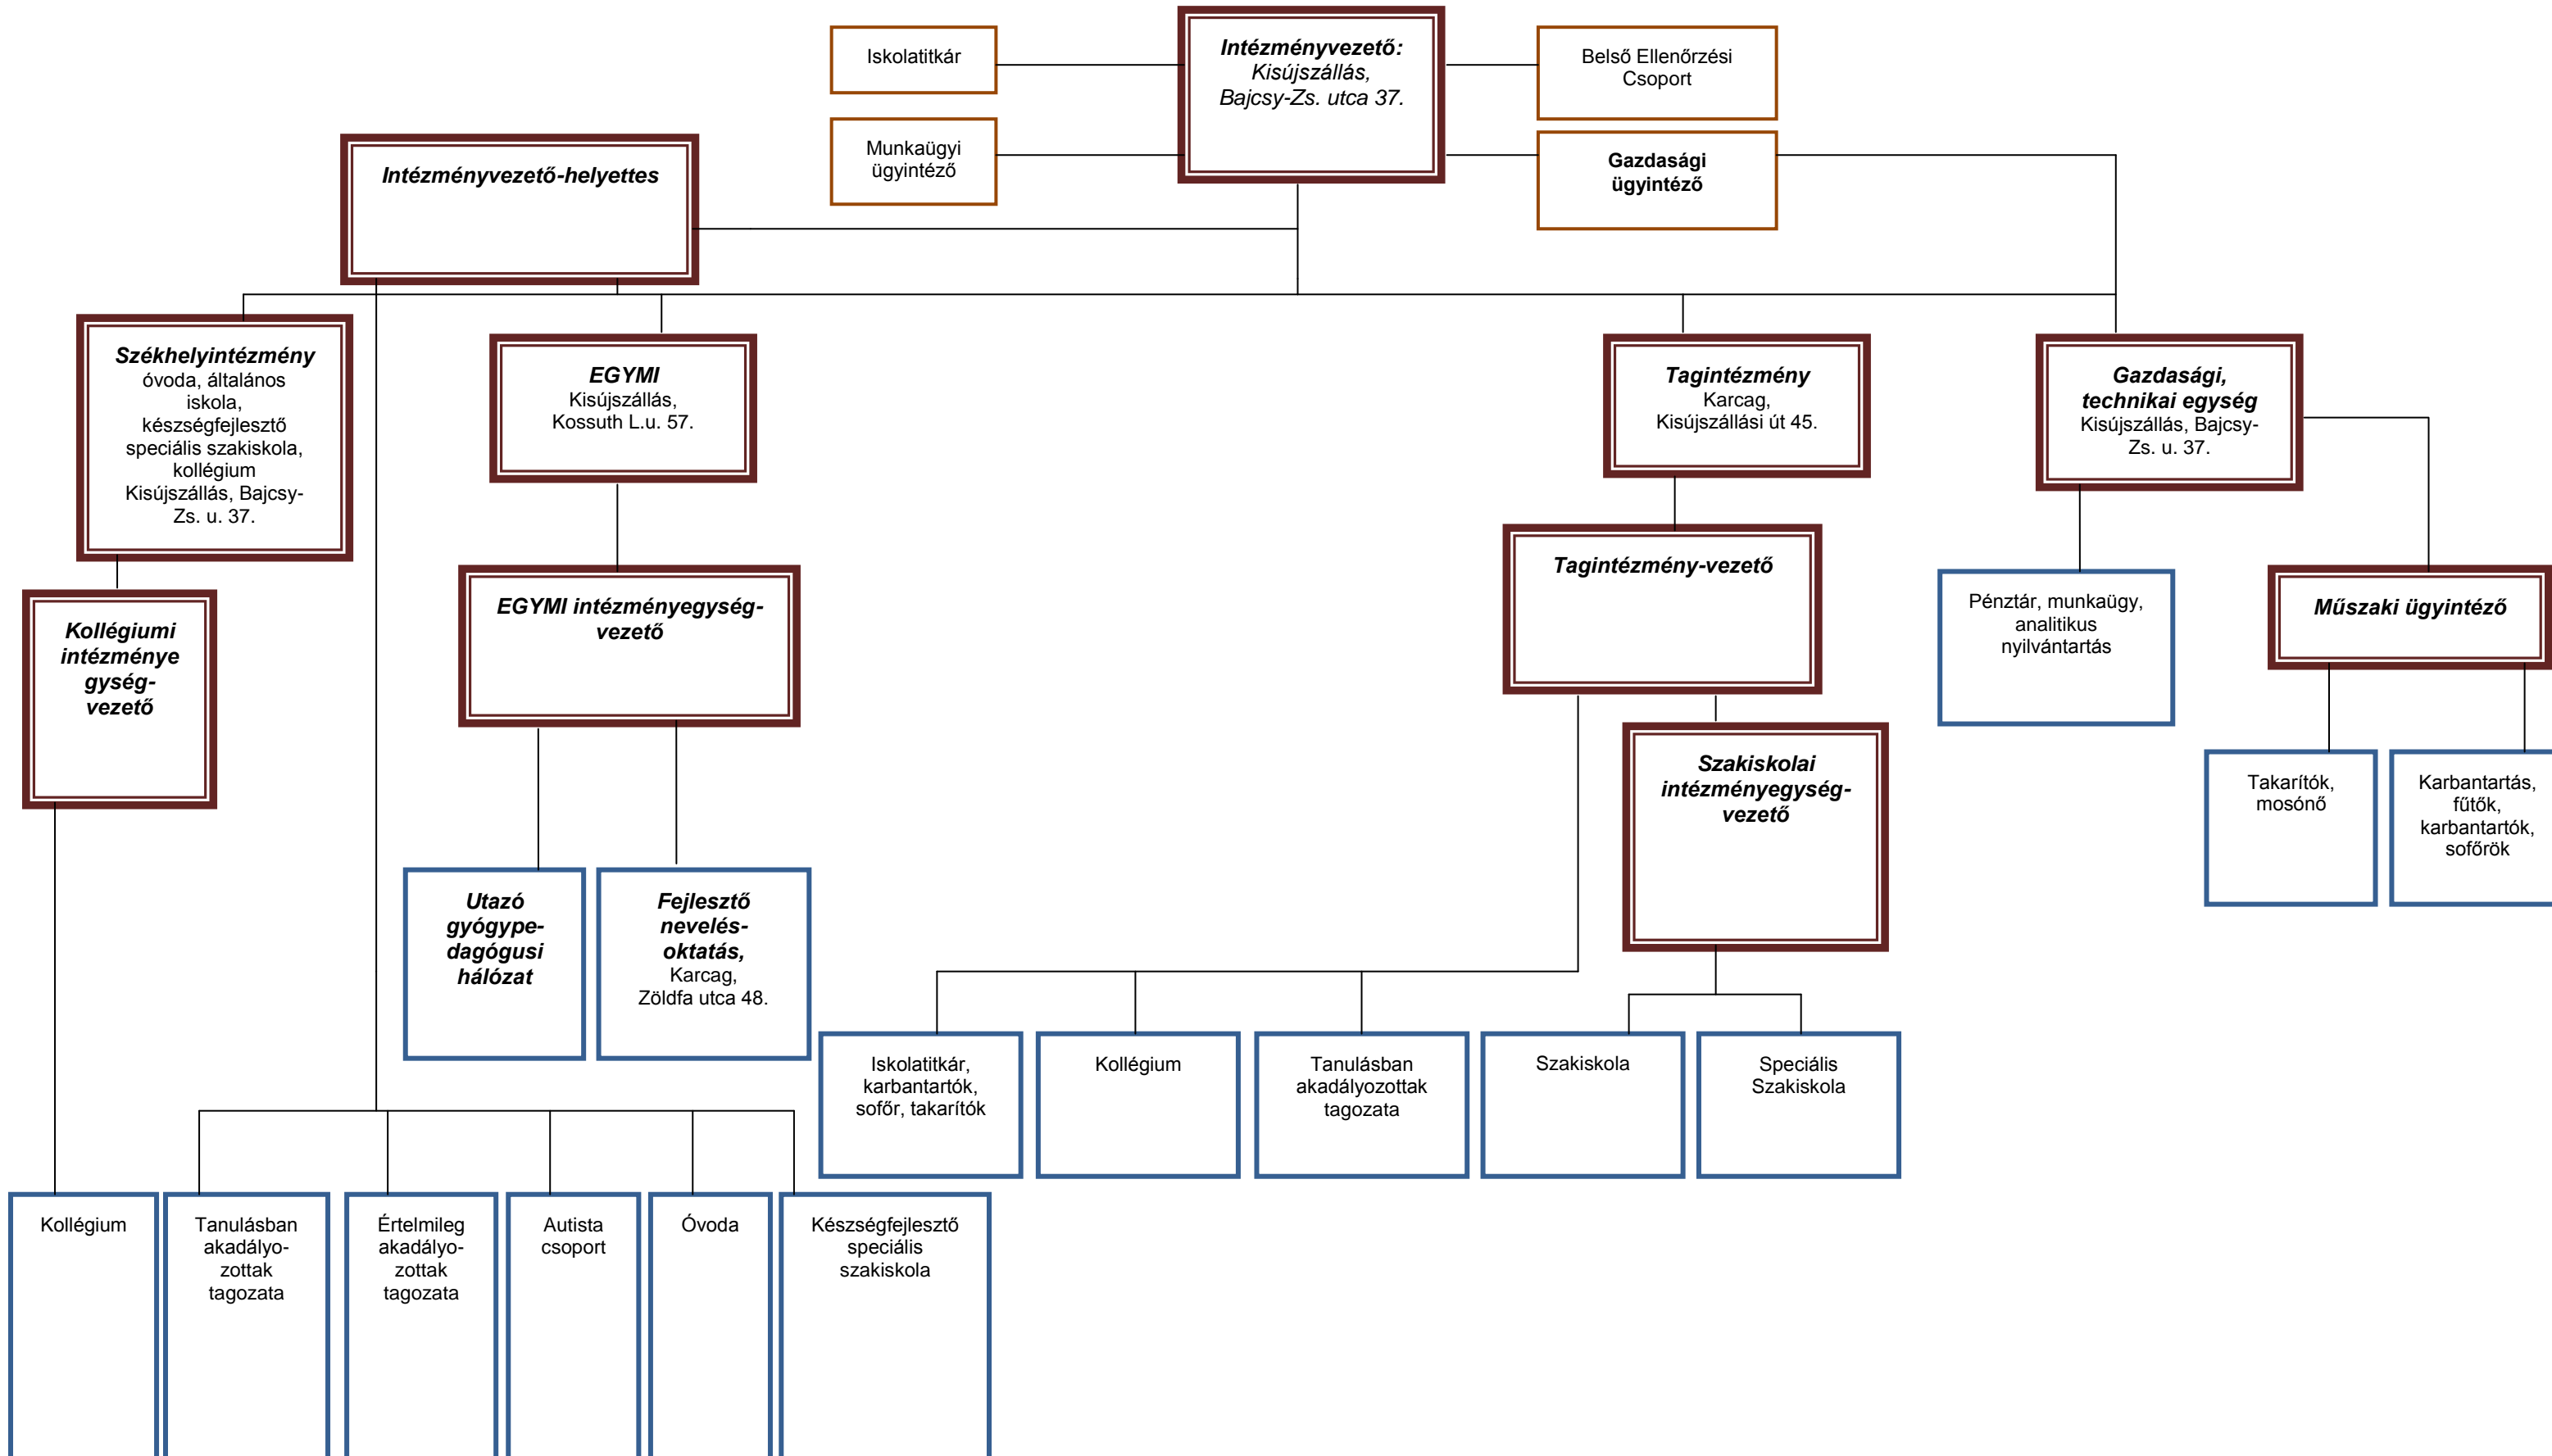 Iskolatitkár
Intézményvezető:
Kisújszállás,
Bajcsy-Zs. utca 37.
Belső Ellenőrzési
Csoport
Munkaügyi
ügyintéző
Gazdasági
ügyintéző
Intézményvezető-helyettes
Székhelyintézmény
óvoda, általános
iskola,
készségfejlesztő
speciális szakiskola,
kollégium
Kisújszállás, Bajcsy-
Zs. u. 37.
EGYMI
Kisújszállás,
Kossuth L.u. 57.
Tagintézmény
Karcag,
Kisújszállási út 45.
Gazdasági,
technikai egység
Kisújszállás, Bajcsy-
Zs. u. 37.
Kollégiumi
intézménye
gység-
vezető
EGYMI intézményegység-
vezető
Tagintézmény-vezető
Pénztár, munkaügy,
analitikus
nyilvántartás
Műszaki ügyintéző
Szakiskolai
intézményegység-
vezető
Takarítók,
mosónő
Karbantartás,
fűtők,
karbantartók,
sofőrök
Utazó
gyógype-
dagógusi
hálózat
Fejlesztő
nevelés-
oktatás,
Karcag,
Zöldfa utca 48.
Iskolatitkár,
karbantartók,
sofőr, takarítók
Kollégium
Tanulásban
akadályozottak
tagozata
Szakiskola
Speciális
Szakiskola
Kollégium
Tanulásban
akadályo-
zottak
tagozata
Értelmileg
akadályo-
zottak
tagozata
Autista
csoport
Óvoda
Készségfejlesztő
speciális
szakiskola